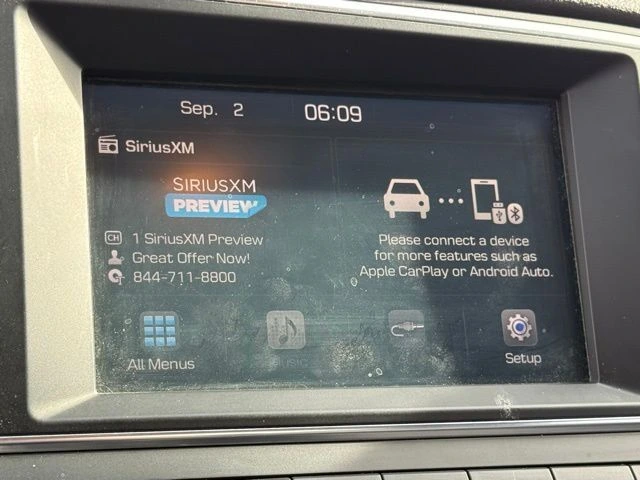 Sep. 2 06:09
SiriusXM
SIRIUSXM
PREVIEW
CH 1 SiriusXM Preview
Great Offer Now!
844-711-8800
Please connect a device
for more features such as
Apple CarPlay or Android Auto.
All Menus
Setup